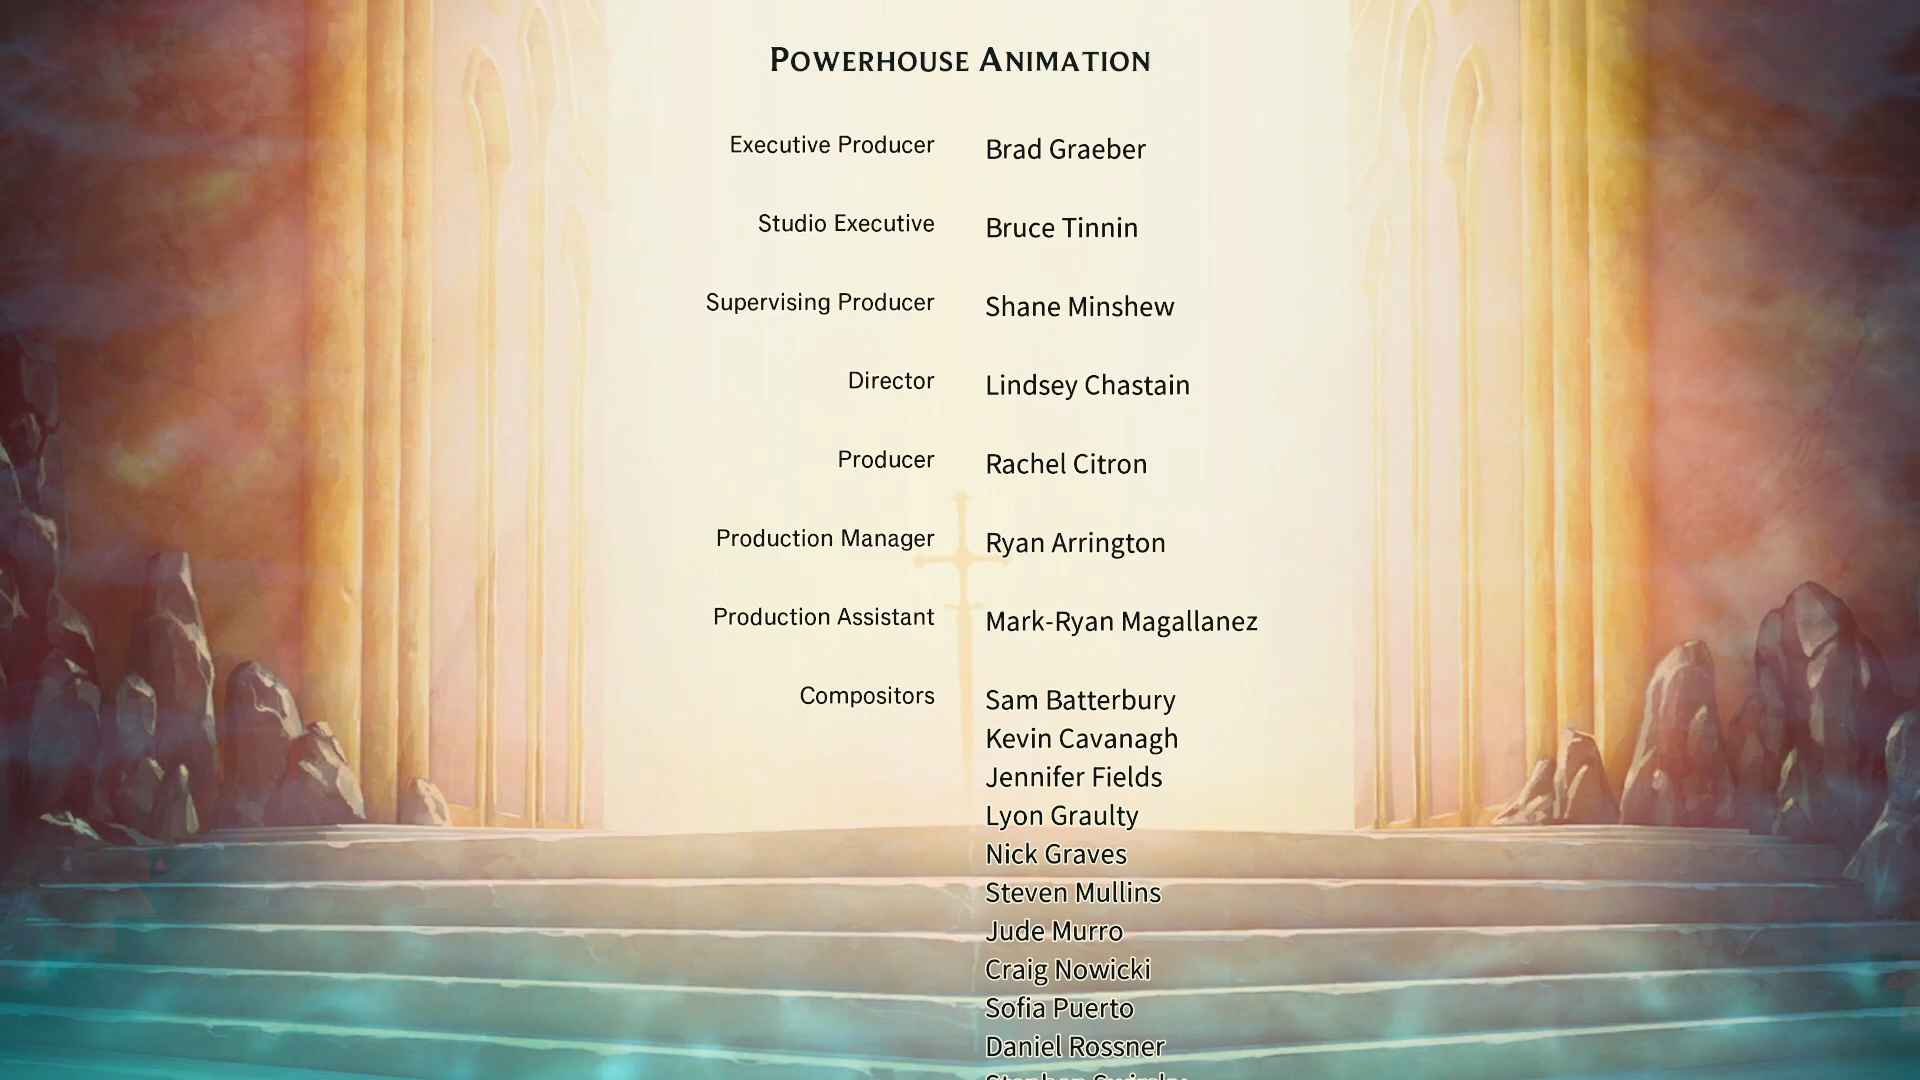 Powerhouse Animation
Executive Producer Brad Graeber
Studio Executive Bruce Tinnin
Supervising Producer Shane Minshew
Director Lindsey Chastain
Producer Rachel Citron
Production Manager Ryan Arrington
Production Assistant Mark-Ryan Magallanez
Compositors Sam Batterbury
Kevin Cavanagh
Jennifer Fields
Lyon Graulty
Nick Graves
Steven Mullins
Jude Murro
Craig Nowicki
Sofia Puerto
Daniel Rossner